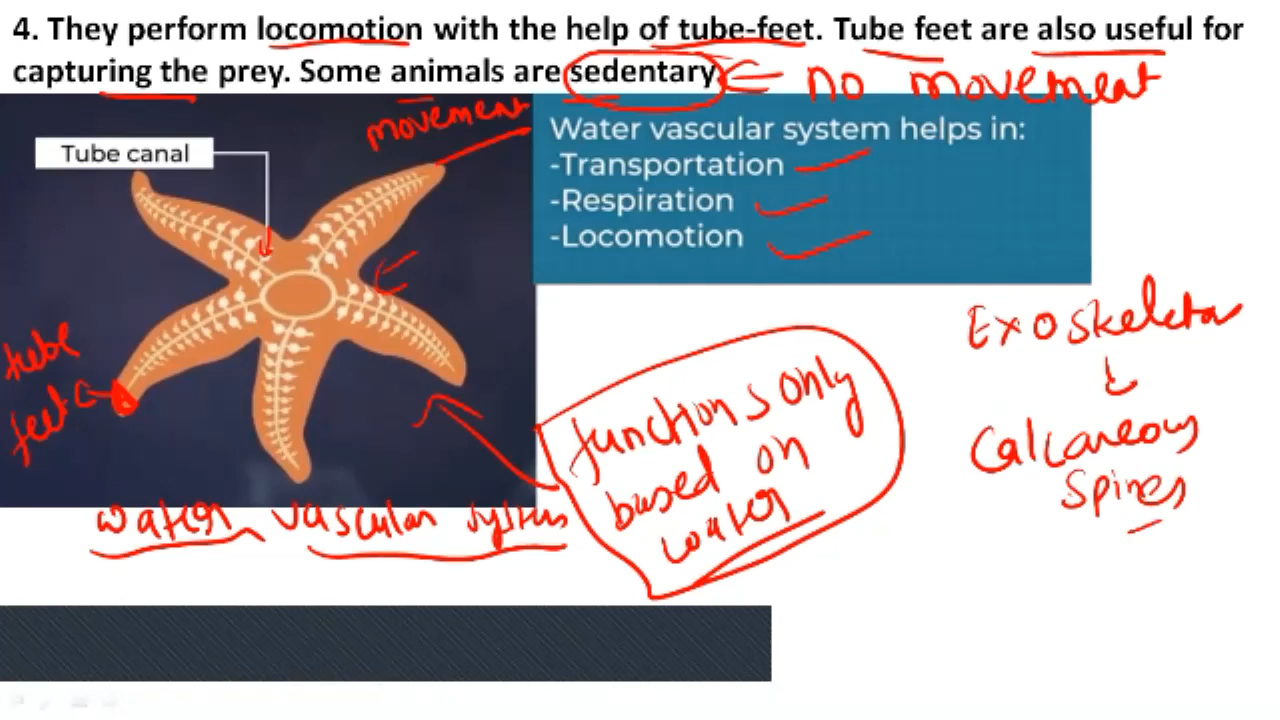 4. They perform locomotion with the help of tube-feet. Tube feet are also useful for
capturing the prey. Some animals are sedentary.
no movement
movement
Tube canal
Water vascular system helps in:
-Transportation
-Respiration
-Locomotion
tube
feet
functions only
based on
water
Exoskeleton
Calcareous
Spines
water vascular system